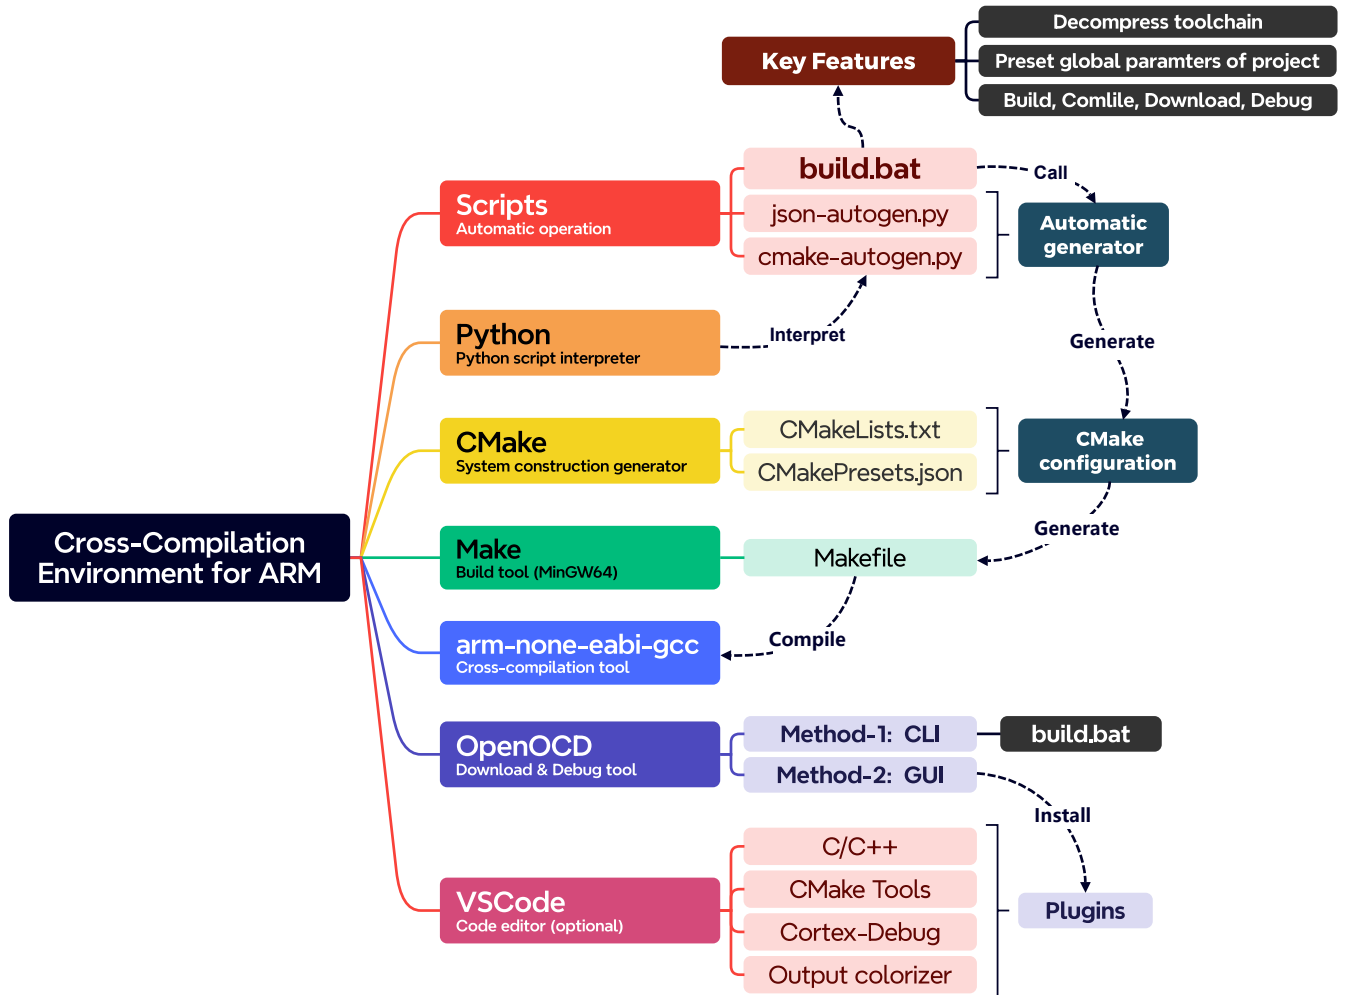 Decompress toolchain
Key Features
Preset global paramters of project
Build, Comlile, Download, Debug
build.bat
Call
Scripts
Automatic operation
json-autogen.py
Automatic
generator
cmake-autogen.py
Python
Python script interpreter
Interpret
Generate
CMake
System construction generator
CMakeLists.txt
CMakePresets.json
CMake
configuration
Generate
Cross-Compilation
Environment for ARM
Make
Build tool (MinGW64)
Makefile
Compile
arm-none-eabi-gcc
Cross-compilation tool
OpenOCD
Download & Debug tool
Method-1: CLI
build.bat
Method-2: GUI
Install
VSCode
Code editor (optional)
C/C++
CMake Tools
Cortex-Debug
Output colorizer
Plugins